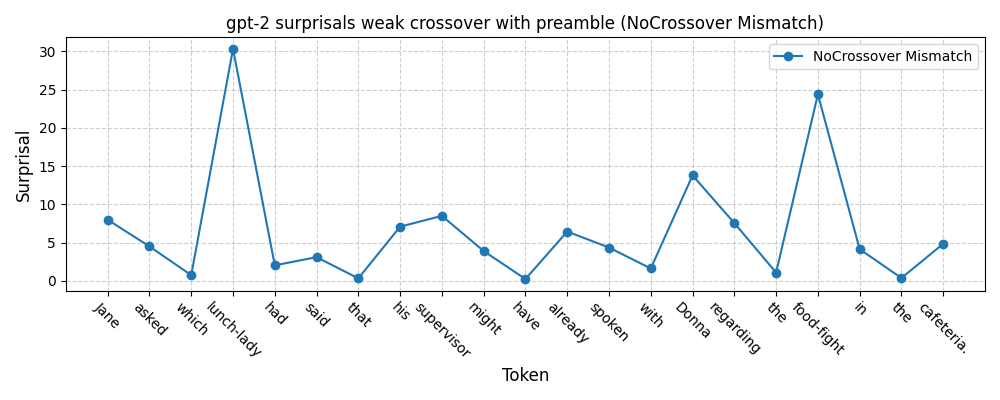 gpt-2 surprisals weak crossover with preamble (NoCrossover Mismatch)
NoCrossover Mismatch
Surprisal
30
25
20
15
10
5
0
Jane
asked
which
lunch-lady
had
said
that
his
supervisor
might
have
already
spoken
with
Donna
regarding
the
food-fight
in
the
cafeteria.
Token